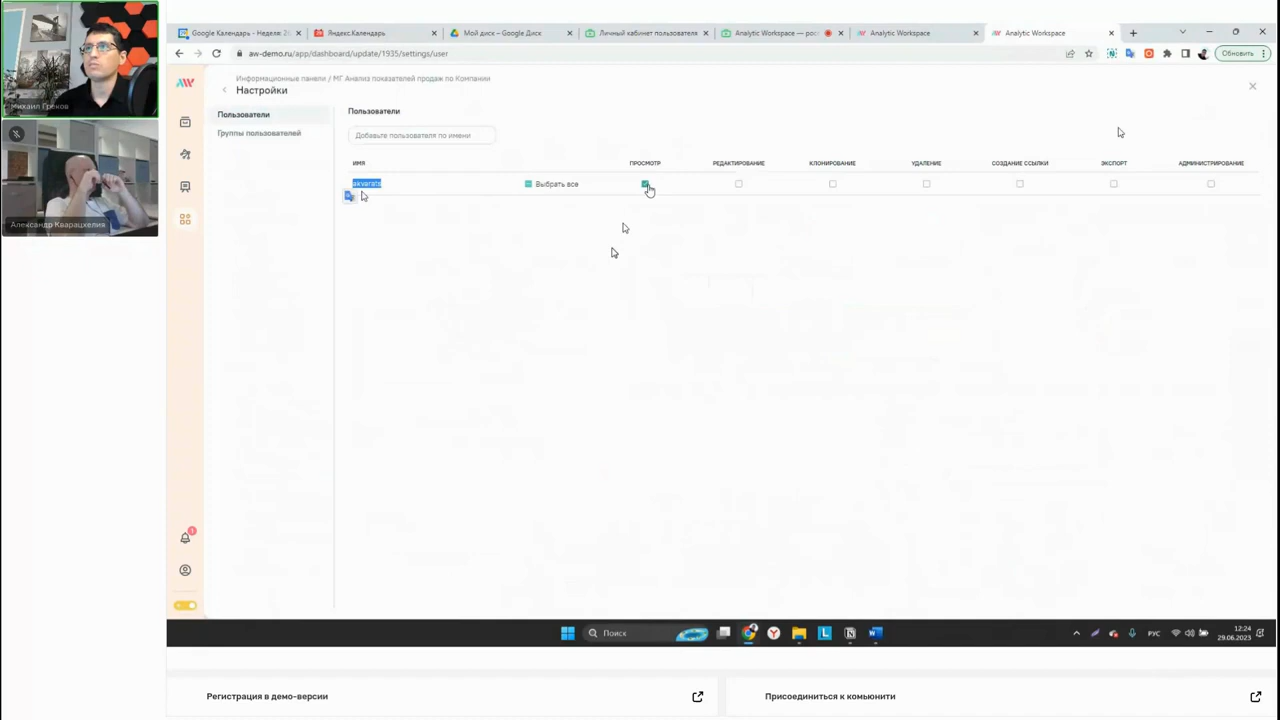 Михаил Греков
Александр Кварацхелия
Google Календарь - Неделя: 2
Яндекс.Календарь
Мой диск – Google Диск
Личный кабинет пользователя
Analytic Workspace — рос
Analytic Workspace
Analytic Workspace
aw-demo.ru/app/dashboard/update/1935/settings/user
Обновить
Информационные панели / МГ Анализ показателей продаж по Компании
Настройки
Пользователи
Группы пользователей
Пользователи
Добавьте пользователя по имени
ИМЯ
ПРОСМОТР
РЕДАКТИРОВАНИЕ
КЛОНИРОВАНИЕ
УДАЛЕНИЕ
СОЗДАНИЕ ССЫЛКИ
ЭКСПОРТ
АДМИНИСТРИРОВАНИЕ
akvarats
Выбрать все
1
Поиск
РУС
12:24
29.06.2023
Регистрация в демо-версии
Присоединиться к комьюнити